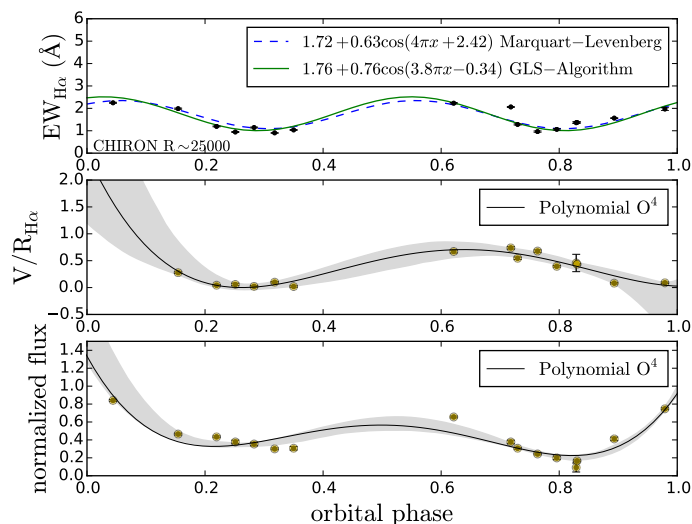 6
5
4
3
2
1
0
EW_{Hα} (Å)
1.72+0.63cos(4πx+2.42) Marquart−Levenberg
1.76+0.76cos(3.8πx−0.34) GLS−Algorithm
CHIRON R∼25000
0.0 0.2 0.4 0.6 0.8 1.0
2.0
1.5
1.0
0.5
0.0
−0.5
V/R_{Hα}
Polynomial O⁴
0.0 0.2 0.4 0.6 0.8 1.0
1.4
1.2
1.0
0.8
0.6
0.4
0.2
0.0
normalized flux
Polynomial O⁴
0.0 0.2 0.4 0.6 0.8 1.0
orbital phase